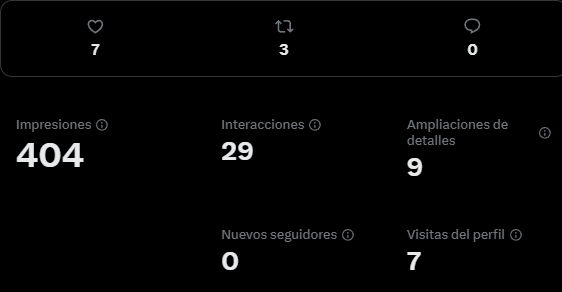 7 3 0
Impresiones Interacciones Ampliaciones de
detalles
404 29 9
Nuevos seguidores Visitas del perfil
0 7